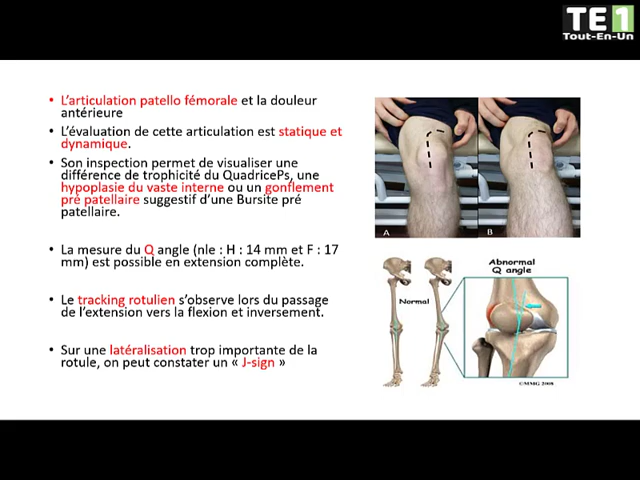 TE1
Tout-En-Un
• L’articulation patello fémorale et la douleur
antérieure
• L’évaluation de cette articulation est statique et
dynamique.
• Son inspection permet de visualiser une
différence de trophicité du QuadricePs, une
hypoplasie du vaste interne ou un gonflement
pré patellaire suggestif d’une Bursite pré
patellaire.
• La mesure du Q angle (nle : H : 14 mm et F : 17
mm) est possible en extension complète.
• Le tracking rotulien s’observe lors du passage
de l’extension vers la flexion et inversement.
• Sur une latéralisation trop importante de la
rotule, on peut constater un « J-sign »
A
B
Abnormal
Q angle
Normal
©MMG 2008